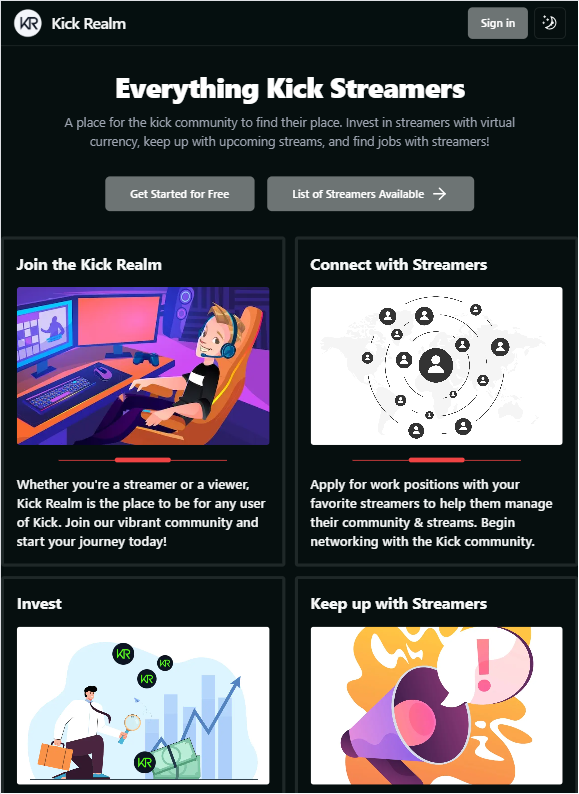 KR Kick Realm
Sign in
Everything Kick Streamers
A place for the kick community to find their place. Invest in streamers with virtual
currency, keep up with upcoming streams, and find jobs with streamers!
Get Started for Free
List of Streamers Available
Join the Kick Realm
Whether you're a streamer or a viewer,
Kick Realm is the place to be for any user
of Kick. Join our vibrant community and
start your journey today!
Connect with Streamers
Apply for work positions with your
favorite streamers to help them manage
their community & streams. Begin
networking with the Kick community.
Invest
KR
KR
KR
KR
Keep up with Streamers
!